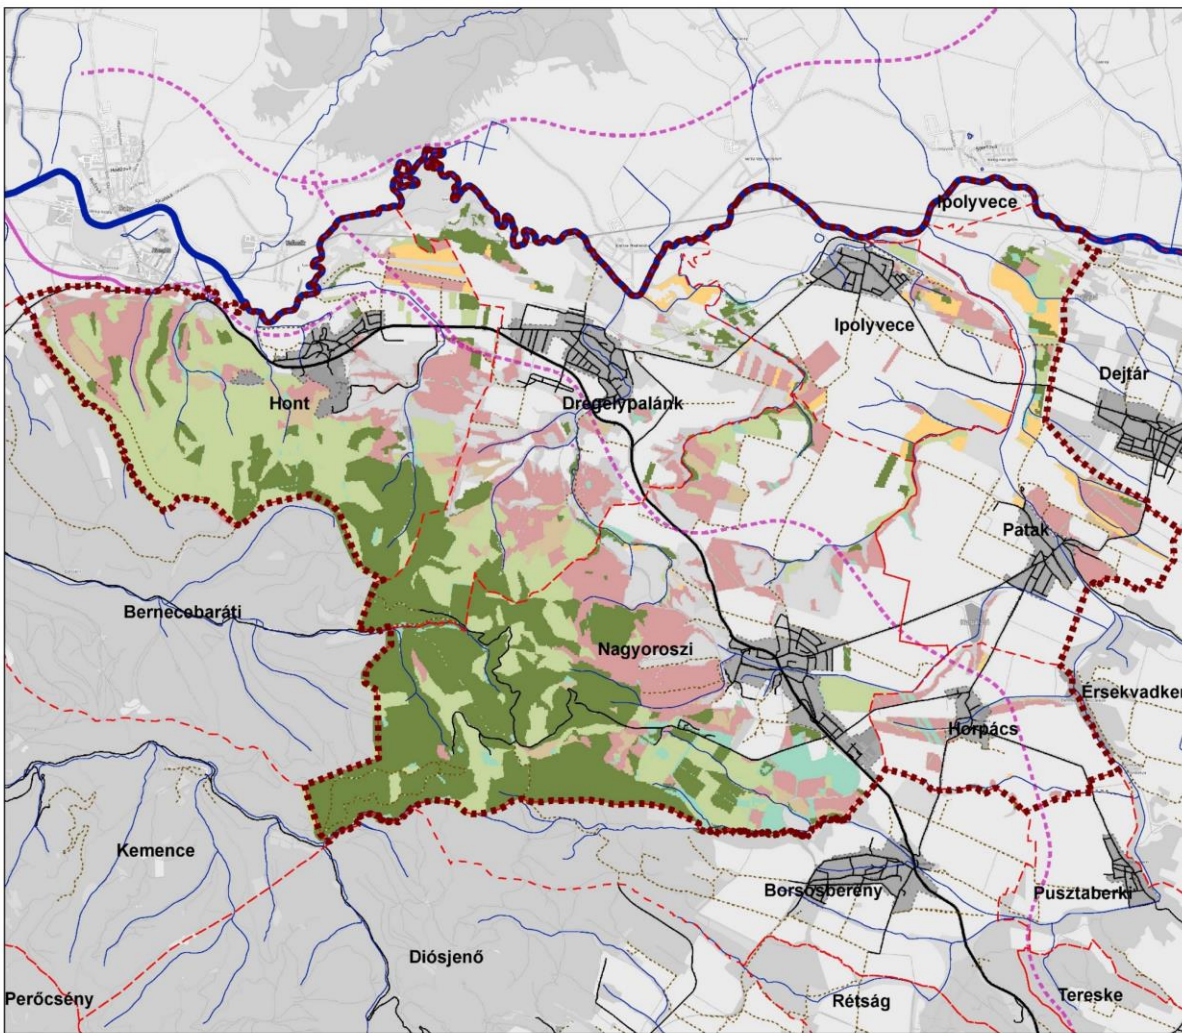 Ipolyvece
Ipolyvece
Dejtár
Hont
Drégelypalánk
Patak
Bernecebaráti
Nagyoroszi
Érsekvadker
Horpács
Kemence
Borsosberény
Pusztaberki
Diósjenő
Perőcsény
Rétság
Tereske